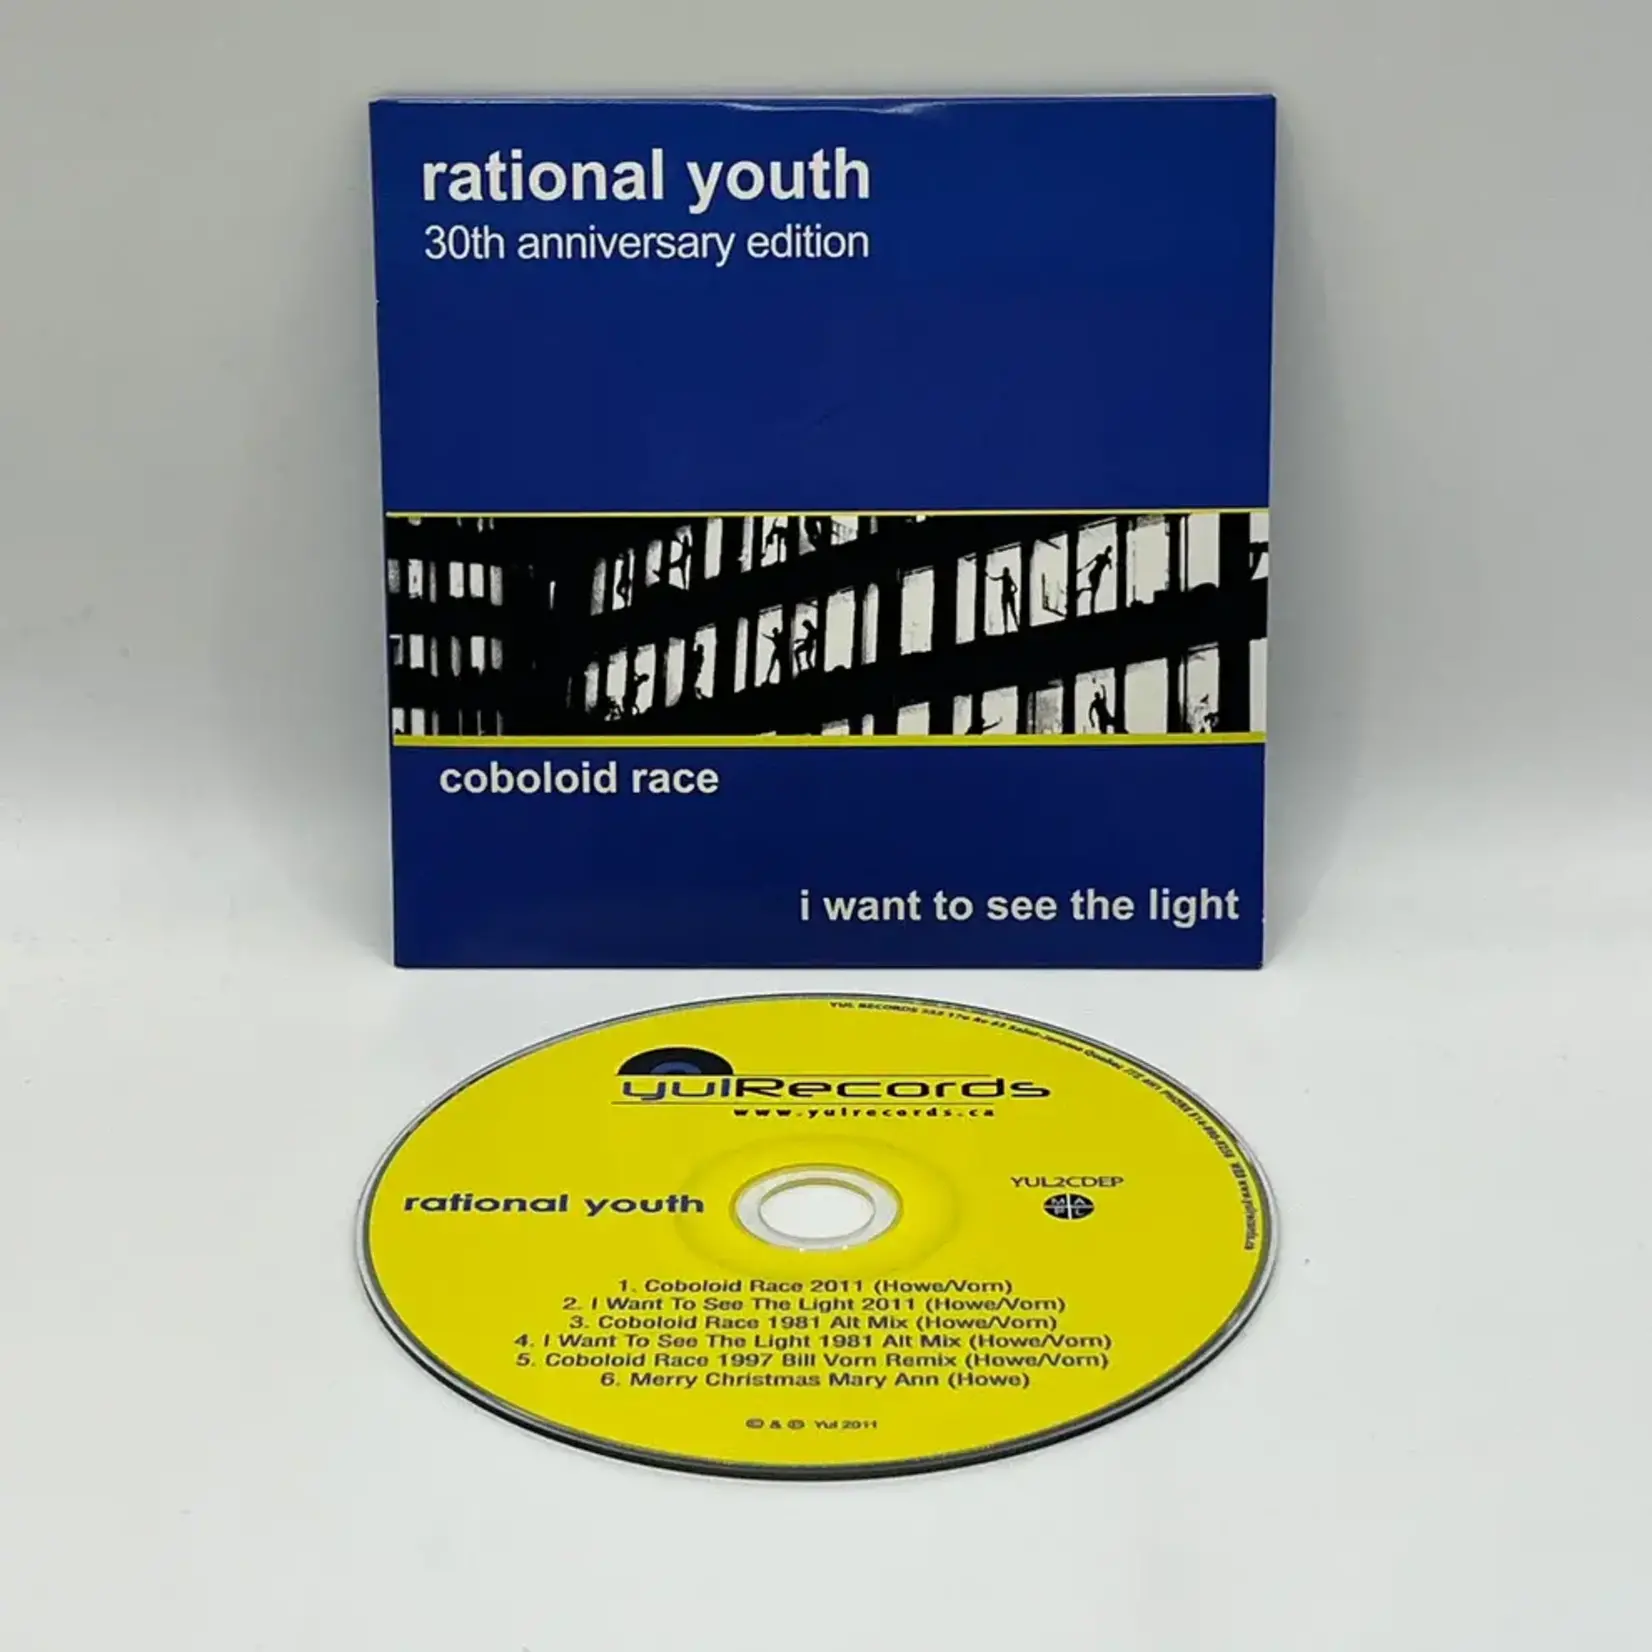 rational youth
30th anniversary edition
coboloid race
i want to see the light
YUL RECORDS
yulRecords
www.yulrecords.ca
rational youth
YUL2CDEP
M A
P L
1. Coboloid Race 2011 (Howe/Vorn)
2. I Want To See The Light 2011 (Howe/Vorn)
3. Coboloid Race 1981 Alt Mix (Howe/Vorn)
4. I Want To See The Light 1981 Alt Mix (Howe/Vorn)
5. Coboloid Race 1997 Bill Vorn Remix (Howe/Vorn)
6. Merry Christmas Mary Ann (Howe)
© & ℗ Yul 2011